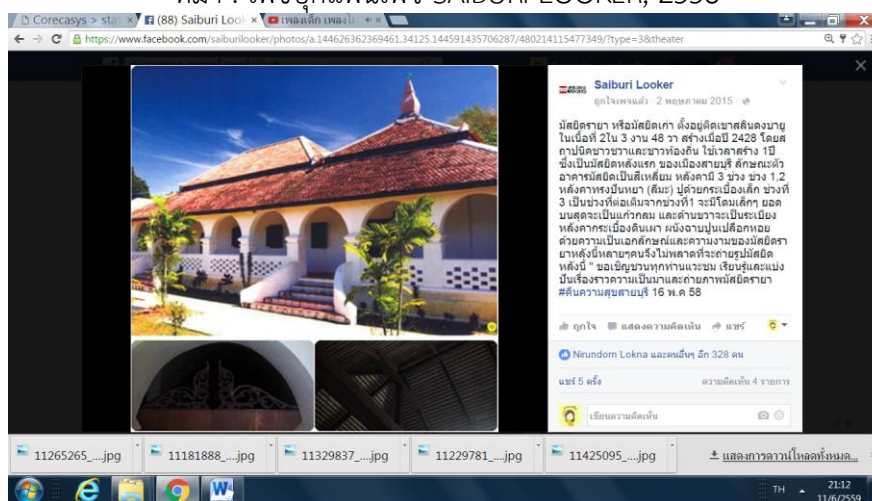 ที่มา : เฟซบุ๊กแฟนเพจ SAIBURI LOOKER, 2558
Corecasys > stat
(88) Saiburi Look
เพลงเด็ก เพลงไ
https://www.facebook.com/saiburilooker/photos/a.144626362369461.34125.144591435706287/480214115477349/?type=3&theater
Saiburi Looker
ถูกใจเพจแล้ว · 2 พฤษภาคม 2015 ·
มัสยิดรายา หรือมัสยิดเก่า ตั้งอยู่ติดเขาสลินดงบายู
ในเนื้อที่ 2ใน 3 งาน 48 วา สร้างเมื่อปี 2428 โดยส
ถาปนิคชาวชวาและชาวท้องถิ่น ใช้เวลาสร้าง 1ปี
ซึ่งเป็นมัสยิดหลังแรก ของเมืองสายบุรี ลักษณะตัว
อาคารมัสยิดเป็นสี่เหลี่ยม หลังคามี 3 ช่วง ช่วง 1,2
หลังคาทรงปั้นหยา (ลีมะ) ปูด้วยกระเบื้องเล็ก ช่วงที่
3 เป็นช่วงที่ต่อเติมจากช่วงที่1 จะมีโดมเล็กๆ ยอด
บนสุดจะเป็นแก้วกลม และด้านขวาจะเป็นระเบียง
หลังคากระเบื้องดินเผา ผนังฉาบปูนเปลือกหอย
ด้วยความเป็นเอกลักษณ์และความงามของมัสยิดรา
ยาหลังนี้หลายๆคนจึงไม่พลาดที่จะถ่ายรูปมัสยิด
หลังนี้ " ขอเชิญชวนทุกท่านแวะชม เรียนรู้และแบ่ง
ปันเรื่องราวความเป็นมาและถ่ายภาพมัสยิดรายา
#คืนความสุขสายบุรี 16 พ.ค 58
ถูกใจ แสดงความคิดเห็น แชร์
Nirundorn Lokna และคนอื่นๆ อีก 328 คน
แชร์ 5 ครั้ง ความคิดเห็น 4 รายการ
เขียนความคิดเห็น
11265265_....jpg 11181888_....jpg 11329837_....jpg 11229781_....jpg 11425095_....jpg แสดงการดาวน์โหลดทั้งหมด...
TH 21:12
11/6/2559